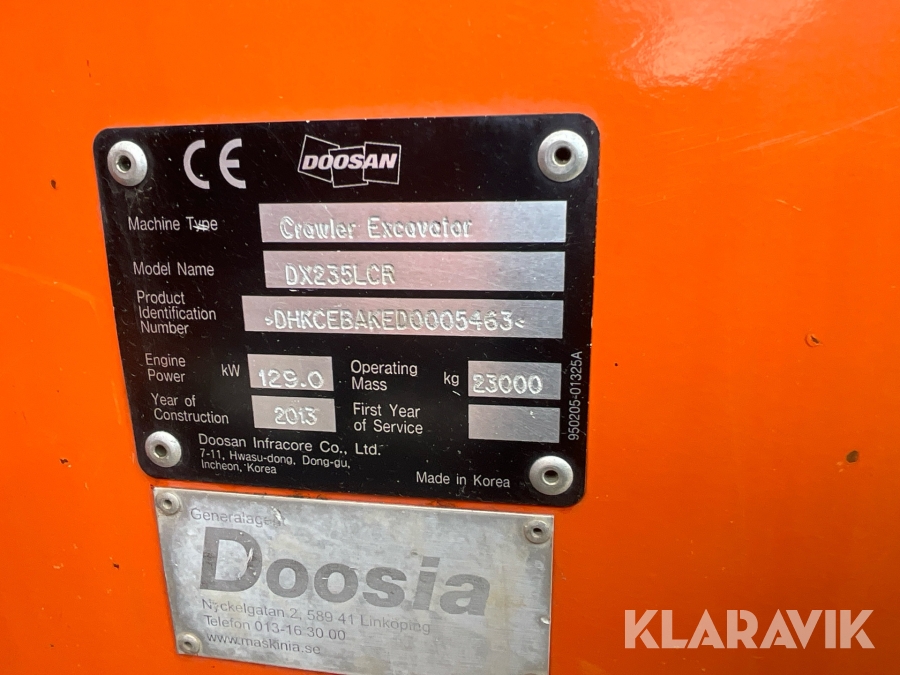 CE DOOSAN
Machine Type Crawler Excavator
Model Name DX235LCR
Product
Identification
Number >DHKCEBAKED0005463<
Engine
Power kW 129.0 Operating
Mass kg 23000
Year of
Construction 2013 First Year
of Service
950205-01325A
Doosan Infracore Co., Ltd.
7-11, Hwasu-dong, Dong-gu,
Incheon, Korea
Made in Korea
Generalagent
Doosia
Nyckelgatan 2, 589 41 Linköping
Telefon 013-16 30 00
www.maskinia.se
KLARAVIK